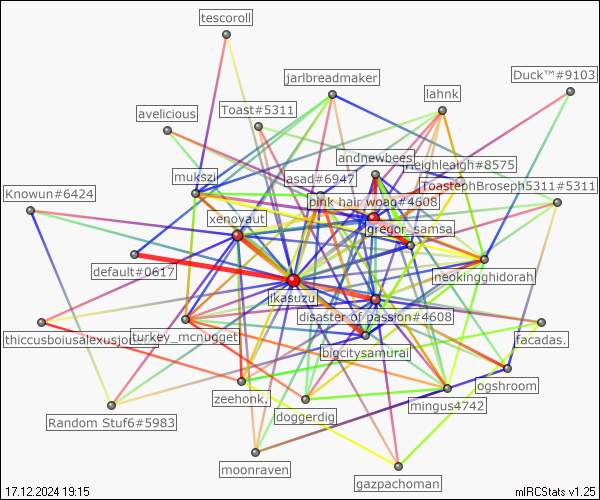 tescoroll
jarlbreadmaker
Duck™#9103
lahnk
Toast#5311
avelicious
andnewbees
Heighleaigh#8575
lasad#6947
mukszi
ToastephBroseph5311#5311
Knowun#6424
pink hair woag#4608
xenoyaut
gregor_samsa
default#0617
neokingghidorah
ikasuzu
disaster of passion#4608
thiccusboiusalexusjo
turkey_mcnugget
facadas.
bigcitysamurai
ogshroom
zeehonk.
mingus4742
Random Stuf6#5983
doggerdig
moonraven
gazpachoman
17.12.2024 19:15
mIRCStats v1.25